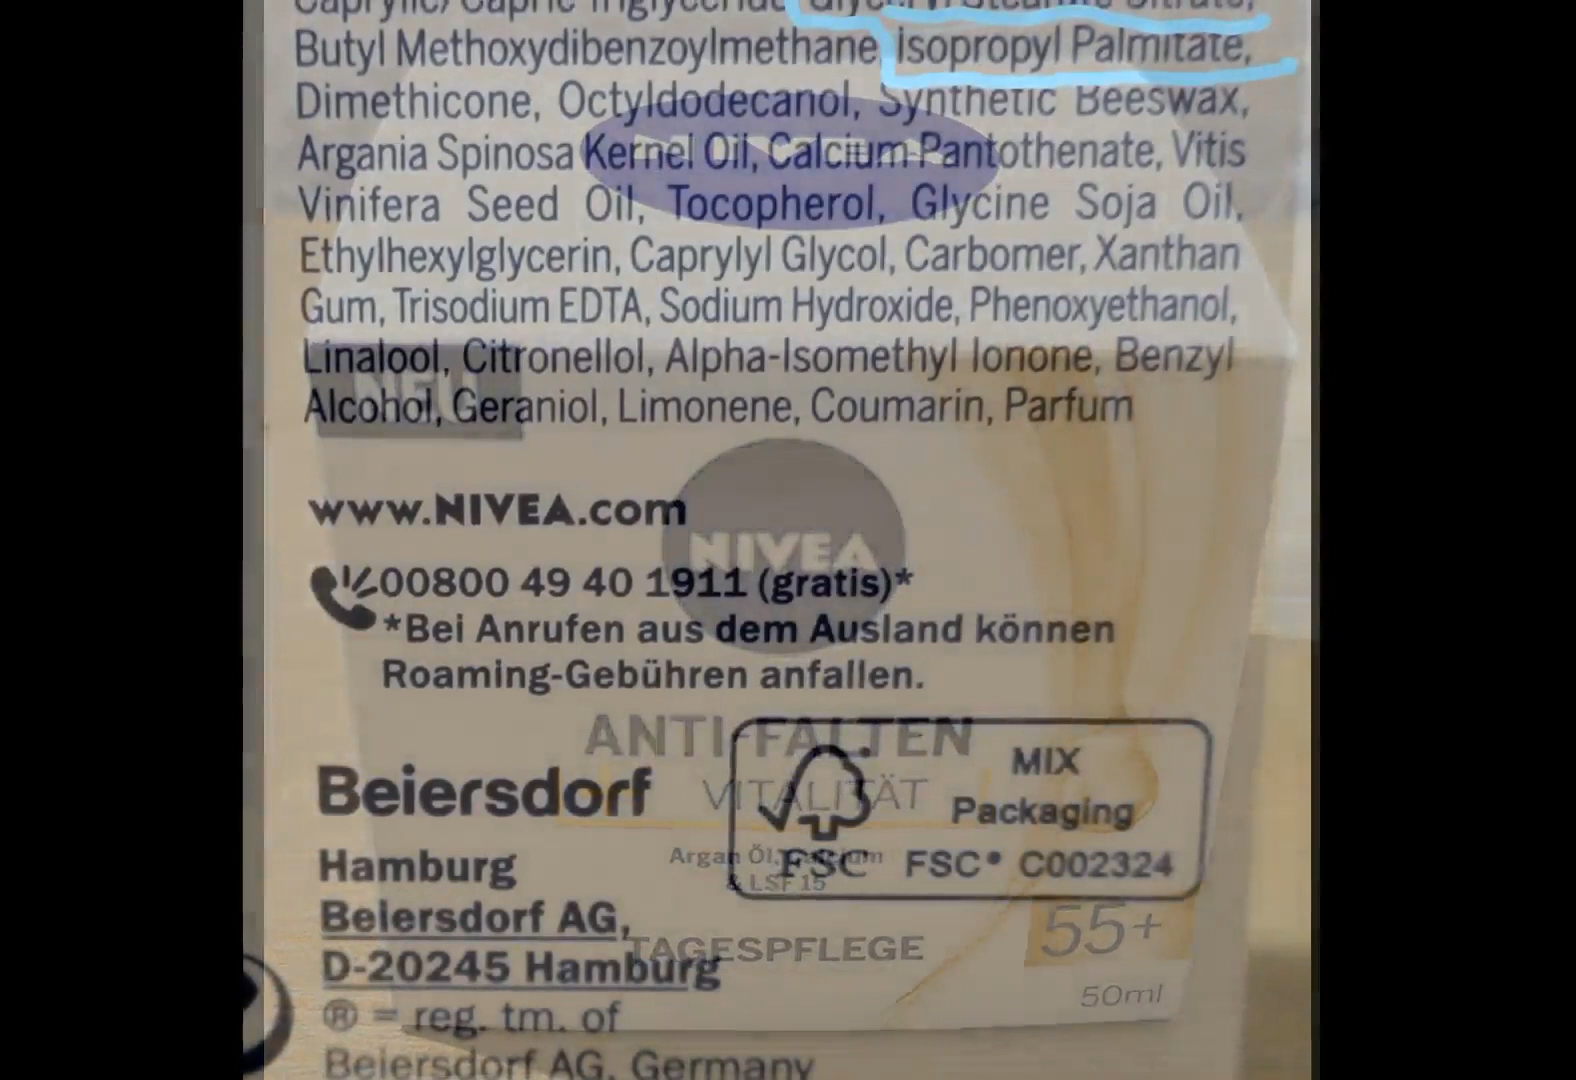 Caprylic/Capric Triglyceride, Glyceryl Stearate Citrate,
Butyl Methoxydibenzoylmethane, isopropyl Palmitate,
Dimethicone, Octyldodecanol, Synthetic Beeswax,
Argania Spinosa Kernel Oil, Calcium Pantothenate, Vitis
Vinifera Seed Oil, Tocopherol, Glycine Soja Oil,
Ethylhexylglycerin, Caprylyl Glycol, Carbomer, Xanthan
Gum, Trisodium EDTA, Sodium Hydroxide, Phenoxyethanol,
Linalool, Citronellol, Alpha-Isomethyl Ionone, Benzyl
Alcohol, Geraniol, Limonene, Coumarin, Parfum
NIVEA
NEU
www.NIVEA.com
NIVEA
00800 49 40 1911 (gratis)*
*Bei Anrufen aus dem Ausland können
Roaming-Gebühren anfallen.
ANTI-FALTEN
VITALITÄT
Argan Öl, Calcium
& LSF 15
TAGESPFLEGE
55+
50ml
MIX
Packaging
FSC FSC® C002324
Beiersdorf
Hamburg
Beiersdorf AG,
D-20245 Hamburg
® = reg. tm. of
Beiersdorf AG, Germany